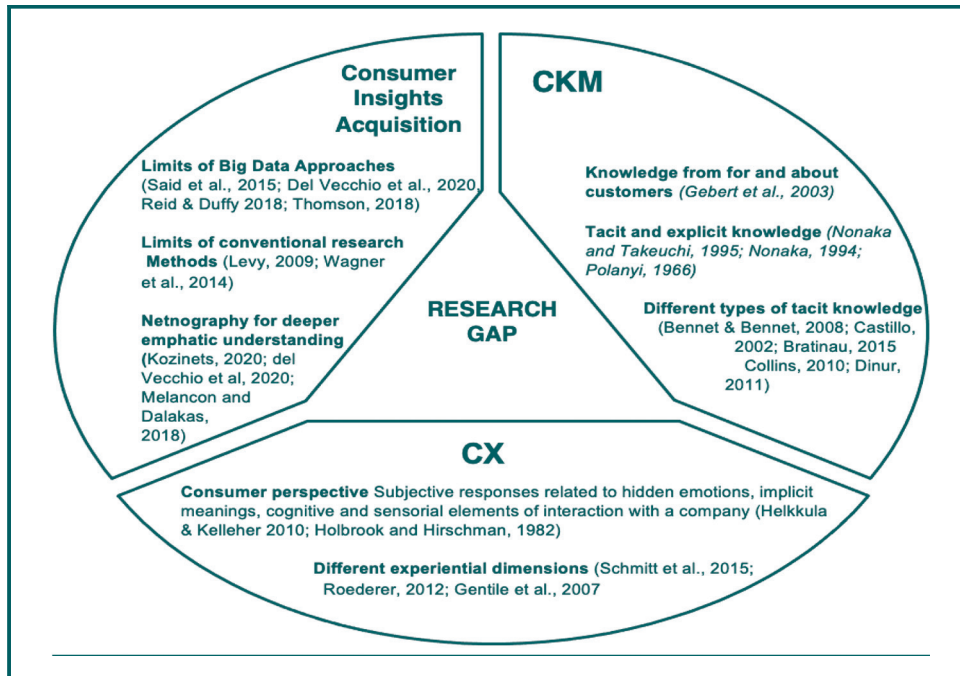 Consumer
Insights
Acquisition
Limits of Big Data Approaches
(Said et al., 2015; Del Vecchio et al., 2020,
Reid & Duffy 2018; Thomson, 2018)
Limits of conventional research
Methods (Levy, 2009; Wagner
et al., 2014)
Netnography for deeper
emphatic understanding
(Kozinets, 2020; del
Vecchio et al, 2020;
Melancon and
Dalakas,
2018)
CKM
Knowledge from for and about
customers (Gebert et al., 2003)
Tacit and explicit knowledge (Nonaka
and Takeuchi, 1995; Nonaka, 1994;
Polanyi, 1966)
Different types of tacit knowledge
(Bennet & Bennet, 2008; Castillo,
2002; Bratinau, 2015
Collins, 2010; Dinur,
2011)
RESEARCH
GAP
CX
Consumer perspective Subjective responses related to hidden emotions, implicit
meanings, cognitive and sensorial elements of interaction with a company (Helkkula
& Kelleher 2010; Holbrook and Hirschman, 1982)
Different experiential dimensions (Schmitt et al., 2015;
Roederer, 2012; Gentile et al., 2007